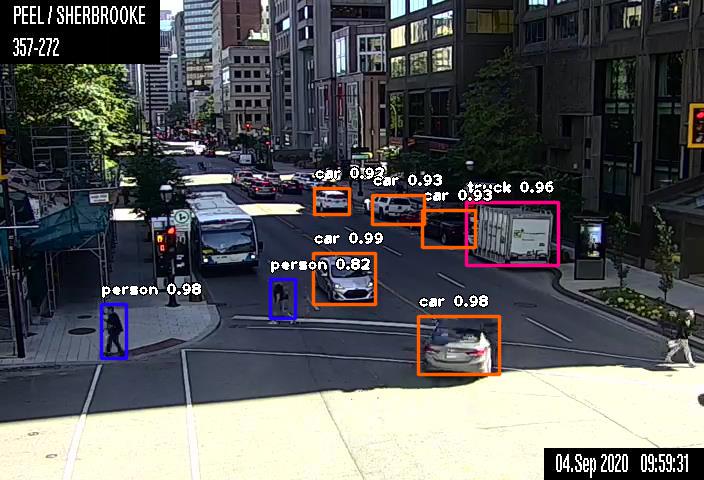 PEEL / SHERBROOKE
357-272
car 0.92
car 0.93
car 0.93
truck 0.96
car 0.99
person 0.82
person 0.98
car 0.98
04.Sep 2020 09:59:31